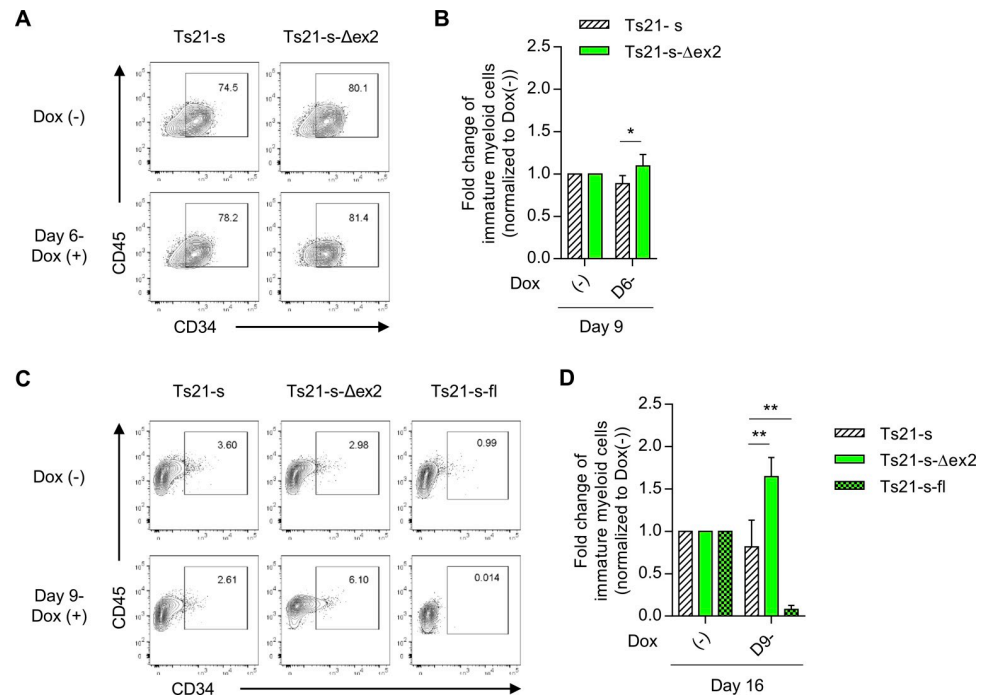 A
Ts21-s
Ts21-s-Δex2
Dox (-)
74.5
80.1
Day 6-
Dox (+)
78.2
81.4
CD45
CD34
B
Ts21- s
Ts21-s-Δex2
Fold change of
immature myeloid cells
(normalized to Dox(-))
2.5
2.0
1.5
1.0
0.5
0.0
*
Dox
(-)
D6-
Day 9
C
Ts21-s
Ts21-s-Δex2
Ts21-s-fl
Dox (-)
3.60
2.98
0.99
Day 9-
Dox (+)
2.61
6.10
0.014
CD45
CD34
D
Fold change of
immature myeloid cells
(normalized to Dox(-))
2.5
2.0
1.5
1.0
0.5
0.0
**
**
Ts21-s
Ts21-s-Δex2
Ts21-s-fl
Dox
(-)
D9-
Day 16